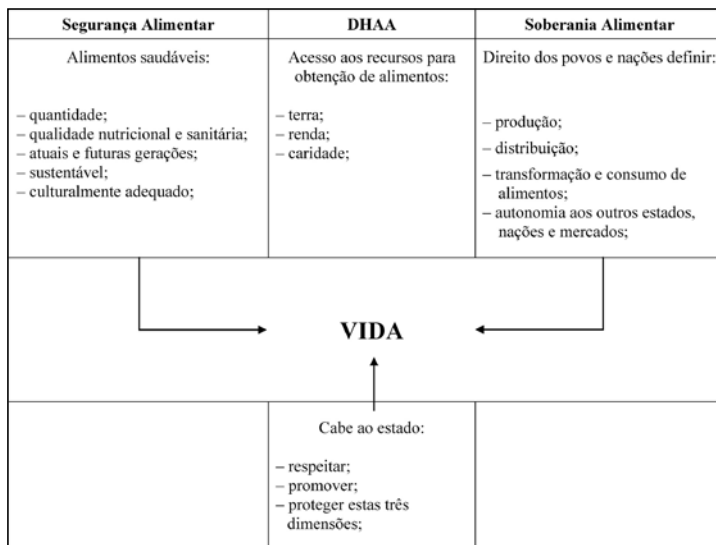 Segurança Alimentar
Alimentos saudáveis:
– quantidade;
– qualidade nutricional e sanitária;
– atuais e futuras gerações;
– sustentável;
– culturalmente adequado;
DHAA
Acesso aos recursos para
obtenção de alimentos:
– terra;
– renda;
– caridade;
Soberania Alimentar
Direito dos povos e nações definir:
– produção;
– distribuição;
– transformação e consumo de
alimentos;
– autonomia aos outros estados,
nações e mercados;
VIDA
Cabe ao estado:
– respeitar;
– promover;
– proteger estas três
dimensões;